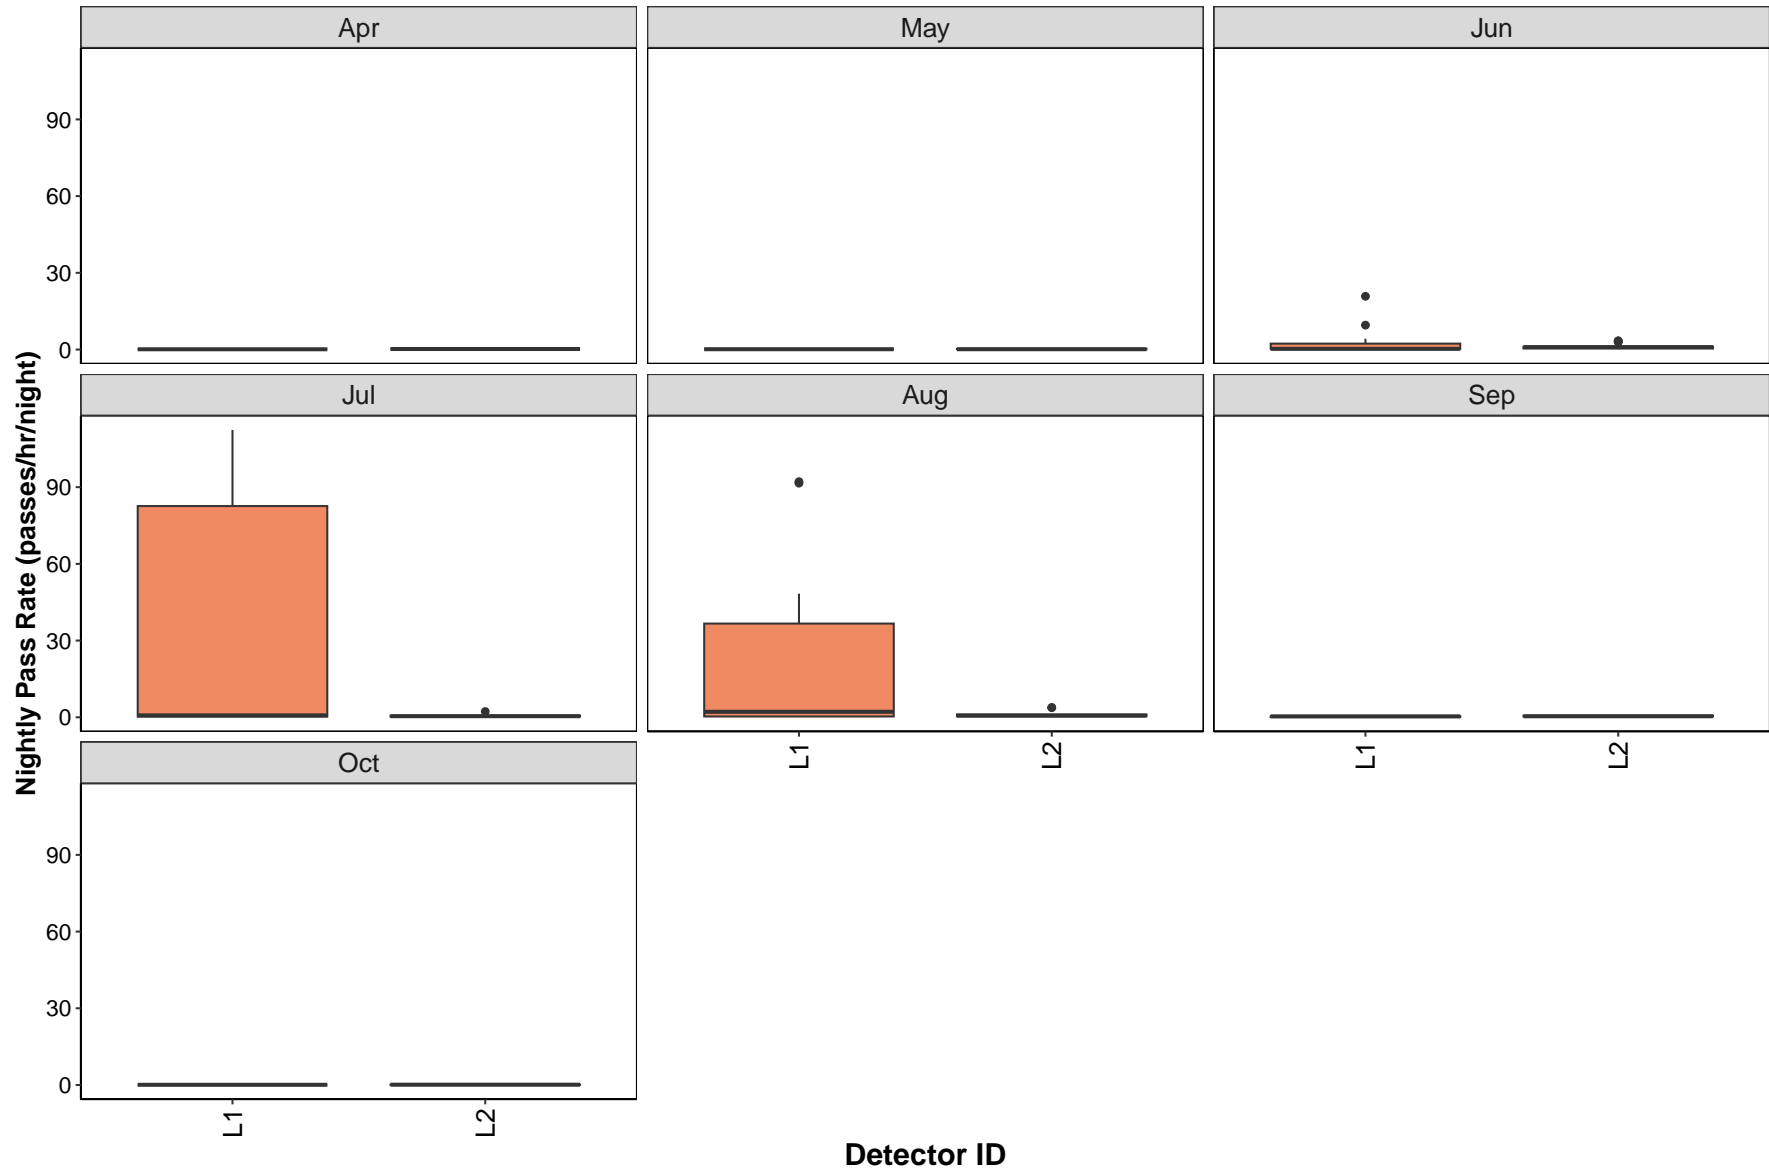 Apr
May
Jun
90
60
30
0
Jul
Aug
Sep
90
60
30
0
L1
L2
L1
L2
Oct
90
60
30
0
L1
L2
Nightly Pass Rate (passes/hr/night)
Detector ID